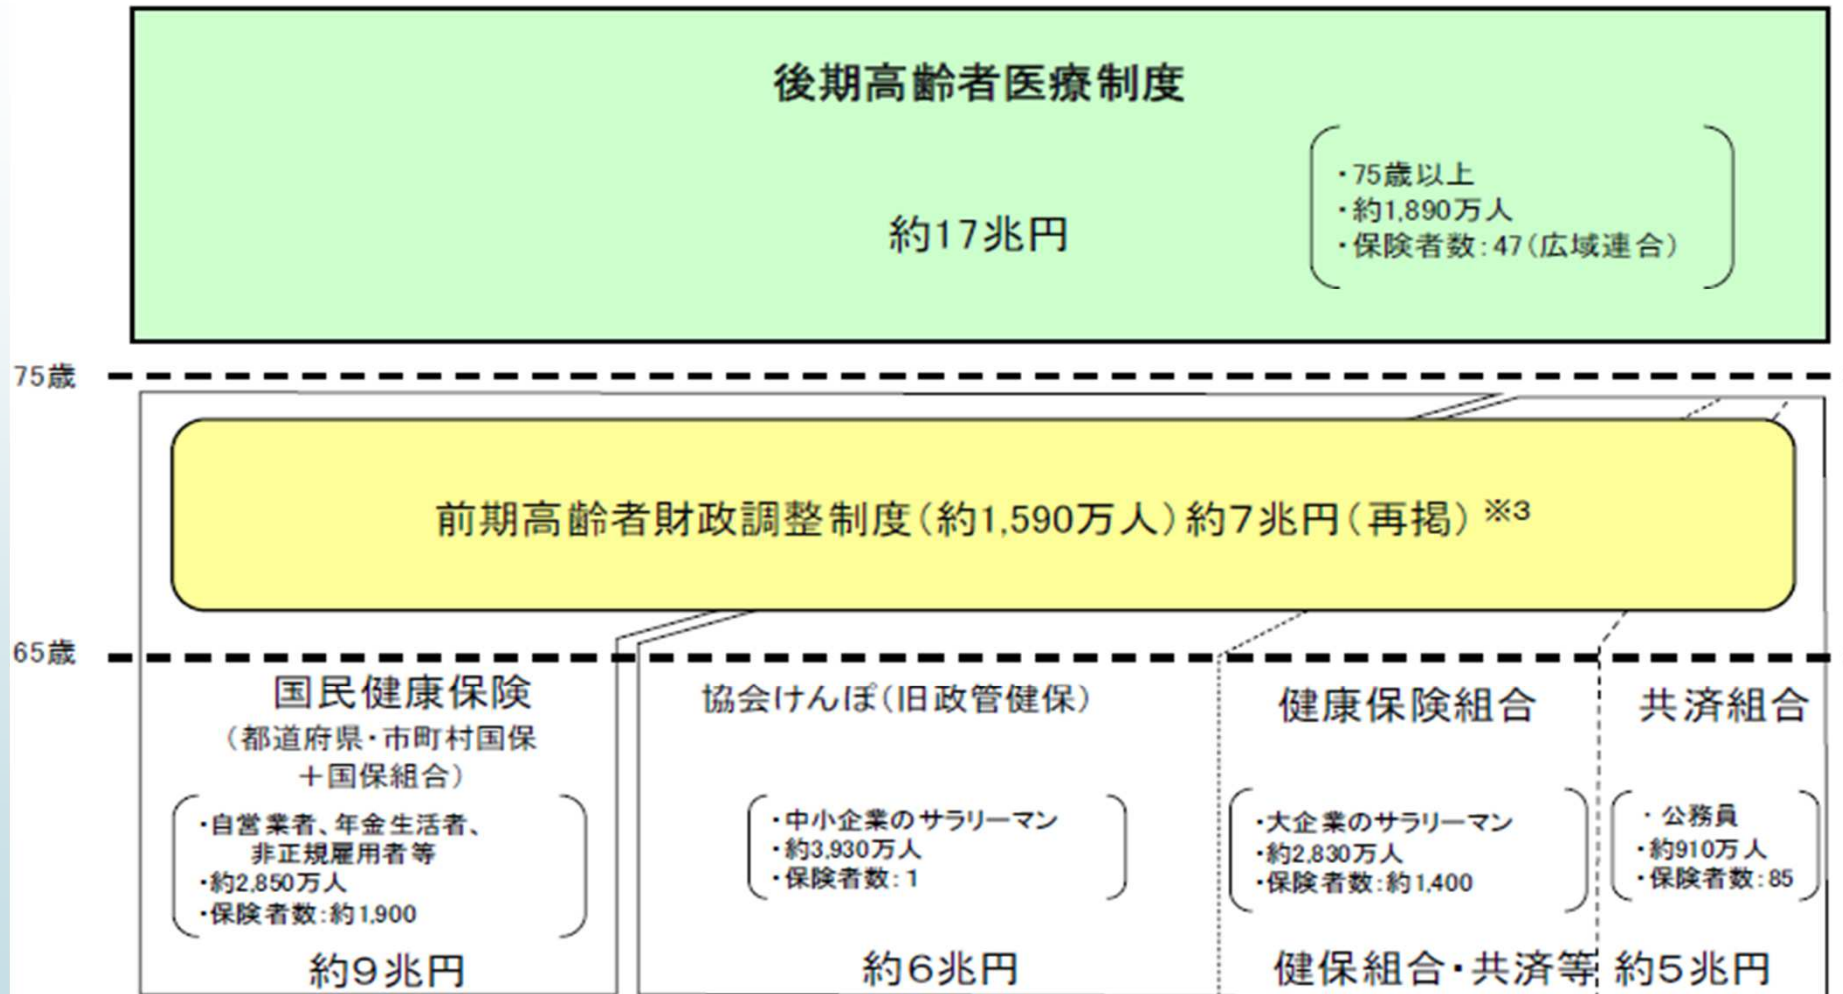 後期高齢者医療制度
約17兆円
・75歳以上
・約1,890万人
・保険者数:47(広域連合)
75歳
前期高齢者財政調整制度(約1,590万人)約7兆円(再掲)※3
65歳
国民健康保険
(都道府県・市町村国保
+国保組合)
・自営業者、年金生活者、
非正規雇用者等
・約2,850万人
・保険者数:約1,900
約9兆円
協会けんぽ(旧政管健保)
・中小企業のサラリーマン
・約3,930万人
・保険者数:1
約6兆円
健康保険組合
・大企業のサラリーマン
・約2,830万人
・保険者数:約1,400
共済組合
・公務員
・約910万人
・保険者数:85
健保組合・共済等 約5兆円